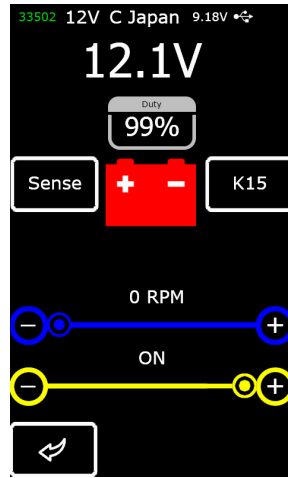 33502 12V C Japan 9.18V
12.1V
Duty
99%
Sense
+ -
K15
0 RPM
- +
ON
- +